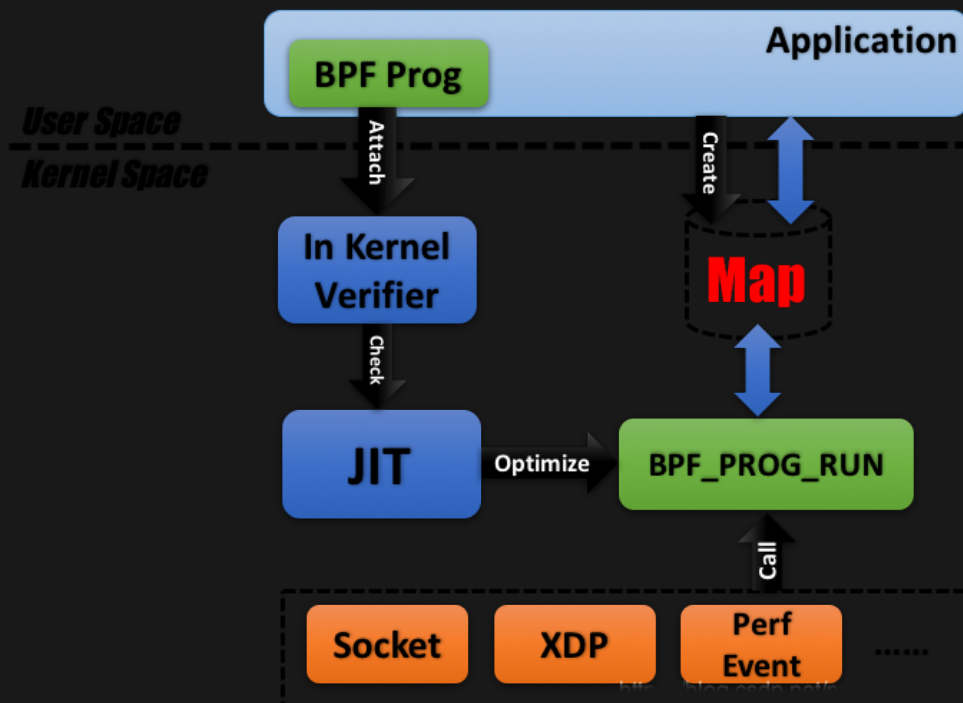 Application
BPF Prog
User Space
Attach
Create
Kernel Space
In Kernel
Verifier
Map
Check
JIT
Optimize
BPF_PROG_RUN
Call
Socket
XDP
Perf
Event
......